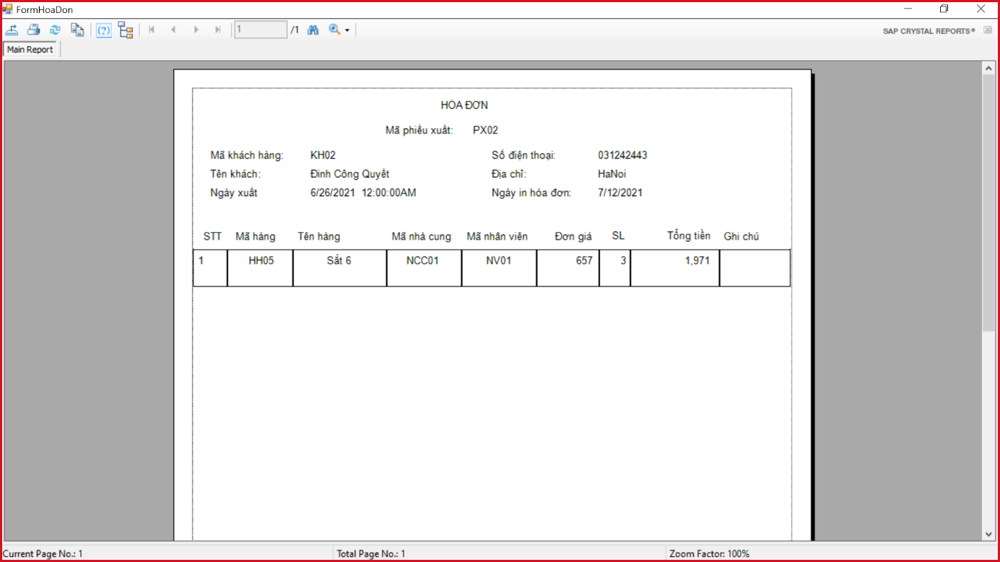 FormHoaDon
1 /1 SAP CRYSTAL REPORTS®
Main Report
HÓA ĐƠN
Mã phiếu xuất: PX02
Mã khách hàng: KH02 Số điện thoại: 031242443
Tên khách: Đinh Công Quyết Địa chỉ: HaNoi
Ngày xuất 6/26/2021 12:00:00AM Ngày in hóa đơn: 7/12/2021
STT Mã hàng Tên hàng Mã nhà cung Mã nhân viên Đơn giá SL Tổng tiền Ghi chú
1 HH05 Sắt 6 NCC01 NV01 657 3 1,971
Current Page No.: 1 Total Page No.: 1 Zoom Factor: 100%